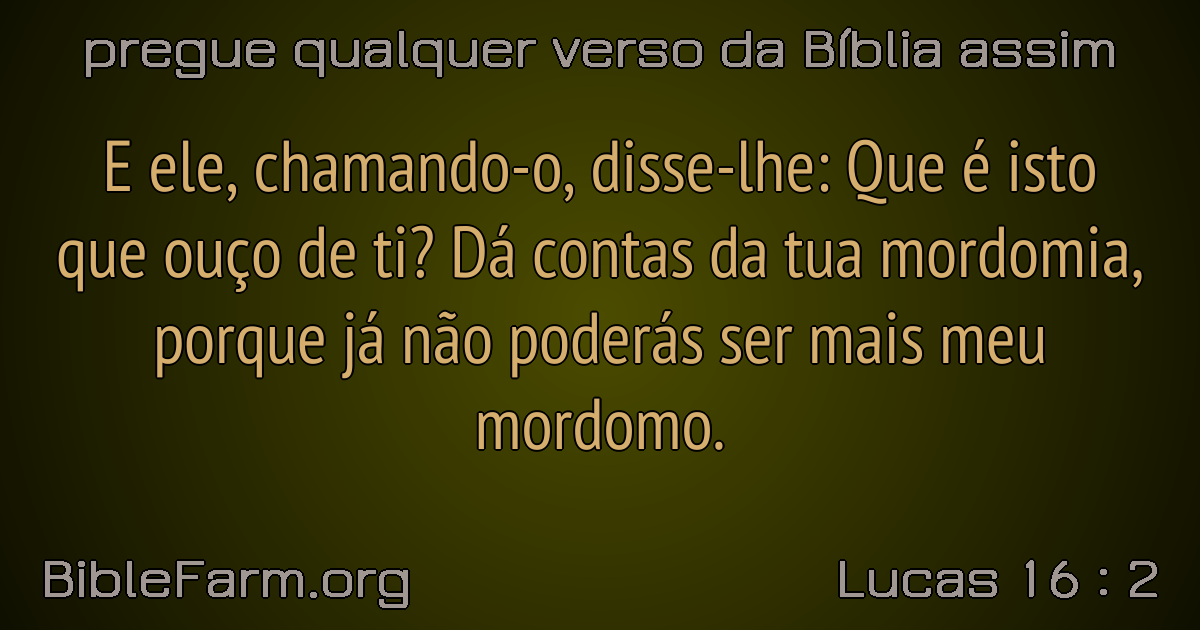 pregue qualquer verso da Bíblia assim
E ele, chamando-o, disse-lhe: Que é isto
que ouço de ti? Dá contas da tua mordomia,
porque já não poderás ser mais meu
mordomo.
BibleFarm.org
Lucas 16 : 2